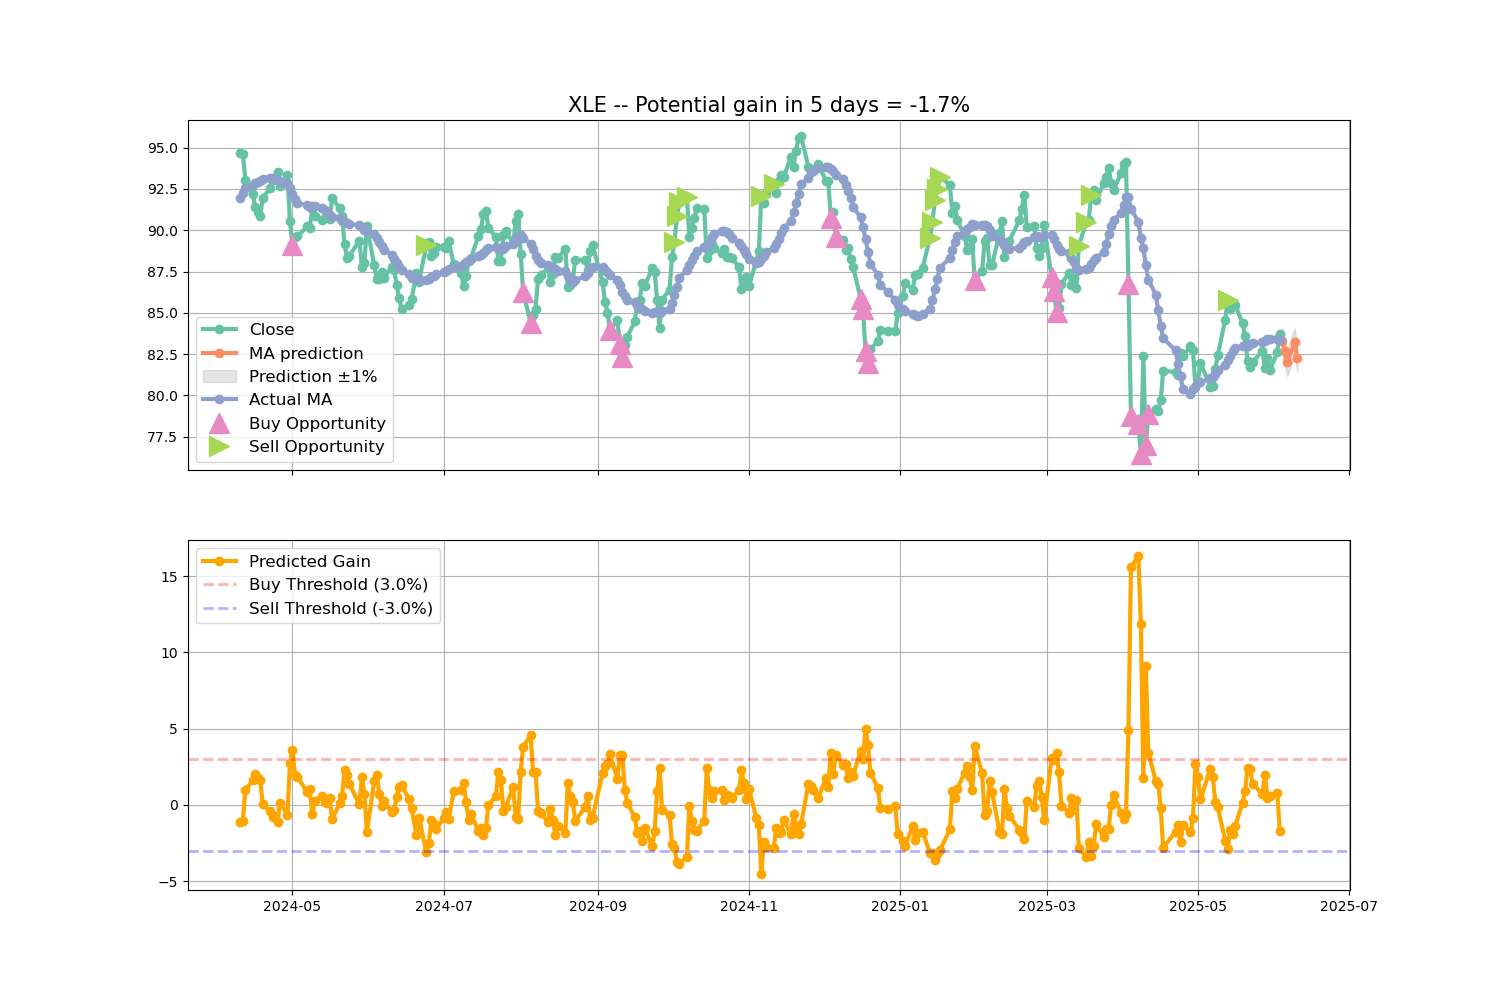 XLE -- Potential gain in 5 days = -1.7%
95.0
92.5
90.0
87.5
85.0
82.5
80.0
77.5
Close
MA prediction
Prediction ±1%
Actual MA
Buy Opportunity
Sell Opportunity
15
10
5
0
−5
Predicted Gain
Buy Threshold (3.0%)
Sell Threshold (-3.0%)
2024-05 2024-07 2024-09 2024-11 2025-01 2025-03 2025-05 2025-07